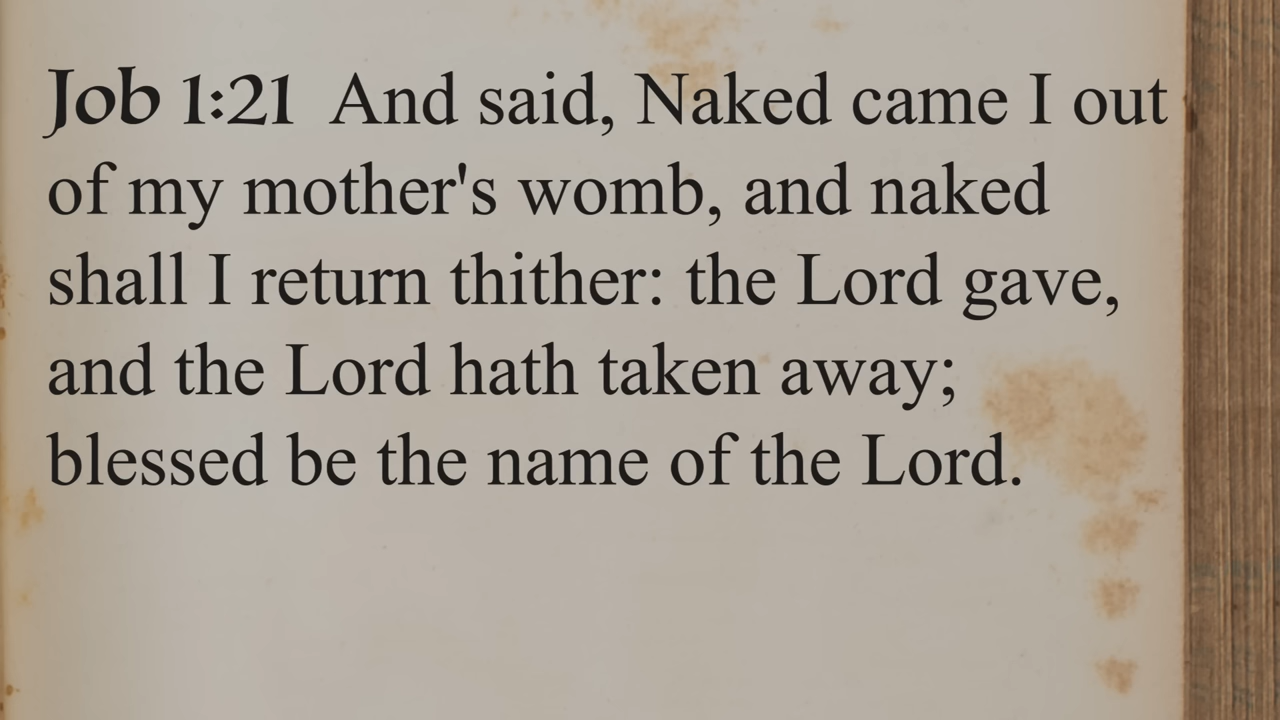 Job 1:21 And said, Naked came I out
of my mother's womb, and naked
shall I return thither: the Lord gave,
and the Lord hath taken away;
blessed be the name of the Lord.